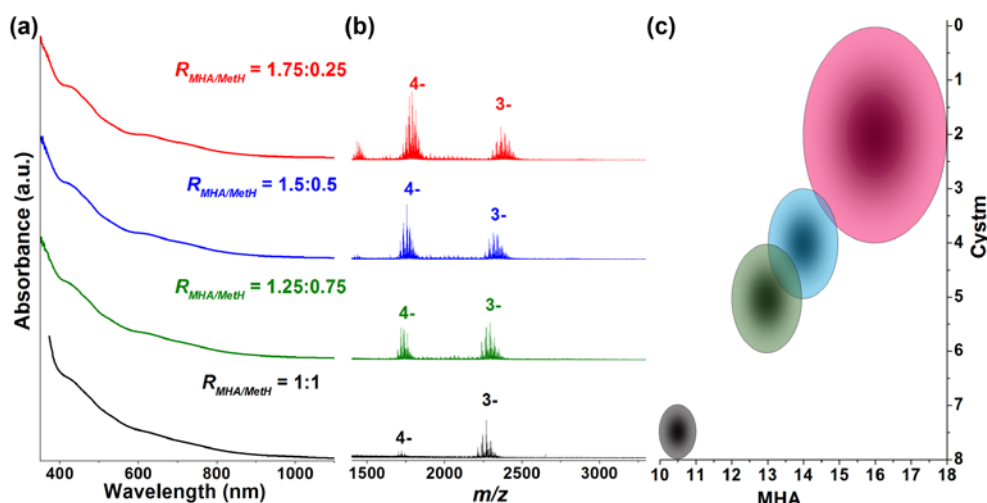 (a)
R_MHA/MetH = 1.75:0.25
R_MHA/MetH = 1.5:0.5
R_MHA/MetH = 1.25:0.75
R_MHA/MetH = 1:1
Absorbance (a.u.)
400 600 800 1000
Wavelength (nm)
(b)
4- 3-
4- 3-
4- 3-
4- 3-
1400 2100 2500 3000
m/z
(c)
0
1
2
3
4
5
6
7
8
Cystm
10 11 12 13 14 15 16 17 18
MHA